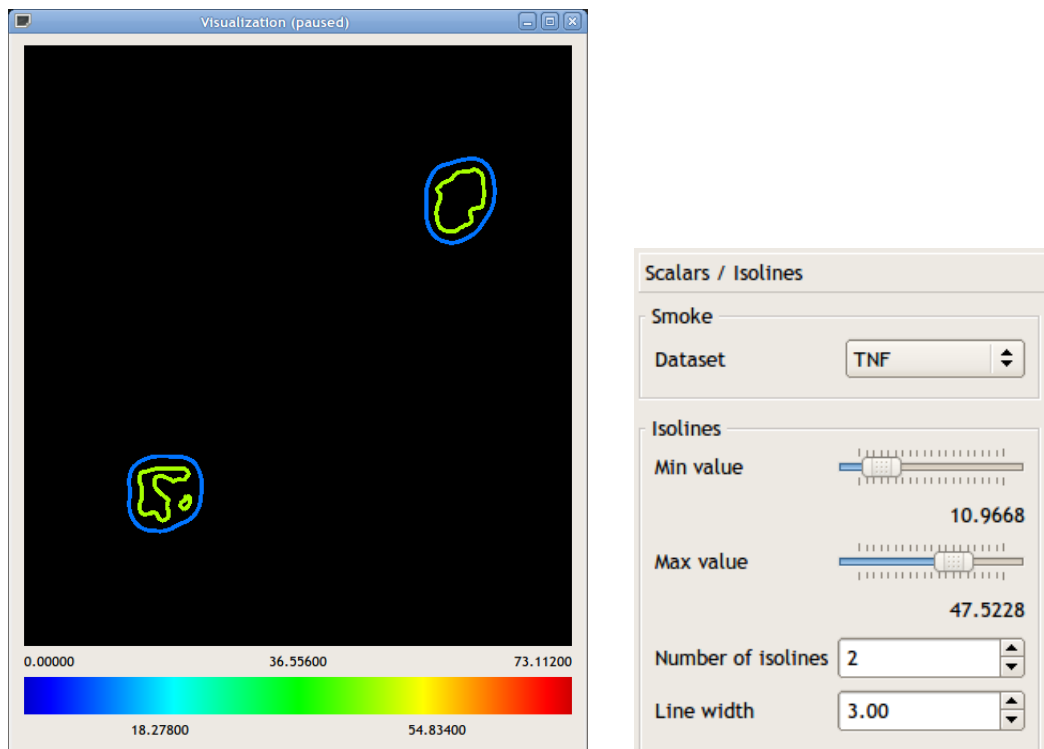 Visualization (paused)
0.00000 36.55600 73.11200
18.27800 54.83400
Scalars / Isolines
Smoke
Dataset TNF
Isolines
Min value
10.9668
Max value
47.5228
Number of isolines 2
Line width 3.00